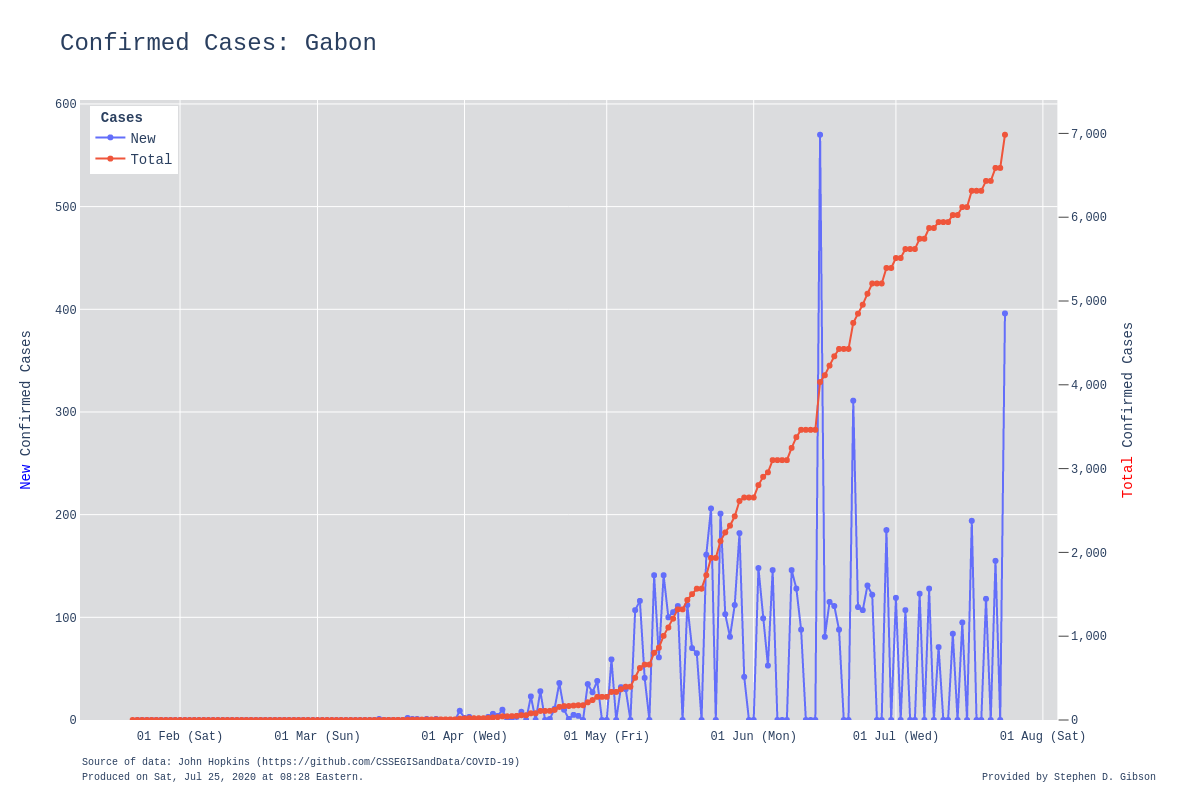 Confirmed Cases: Gabon
Cases
New
Total
600
500
400
300
200
100
0
7,000
6,000
5,000
4,000
3,000
2,000
1,000
0
New Confirmed Cases
Total Confirmed Cases
01 Feb (Sat)
01 Mar (Sun)
01 Apr (Wed)
01 May (Fri)
01 Jun (Mon)
01 Jul (Wed)
01 Aug (Sat)
Source of data: John Hopkins (https://github.com/CSSEGISandData/COVID-19)
Produced on Sat, Jul 25, 2020 at 08:28 Eastern.
Provided by Stephen D. Gibson